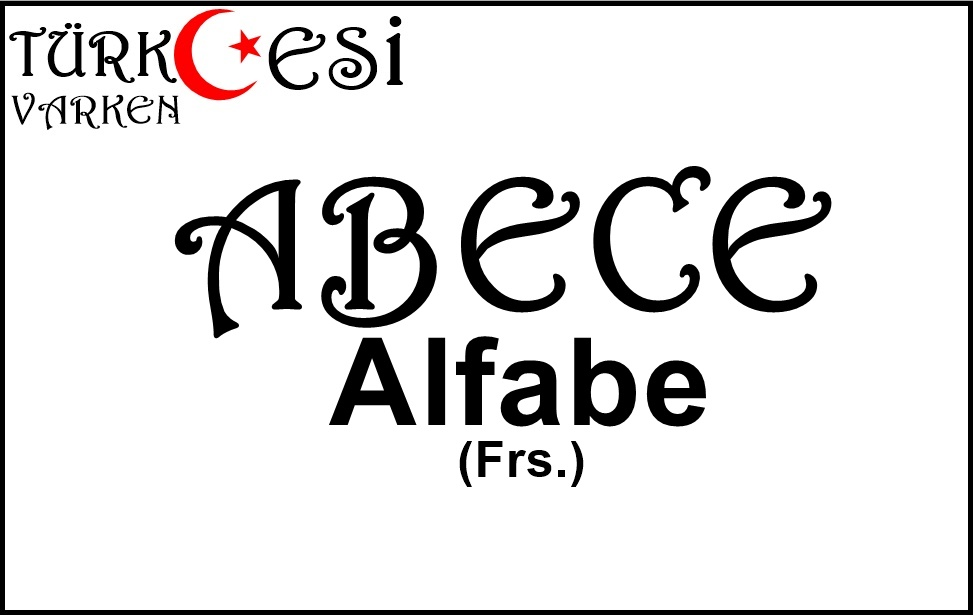 TÜRKÇESİ
VARKEN
ABECE
Alfabe
(Frs.)